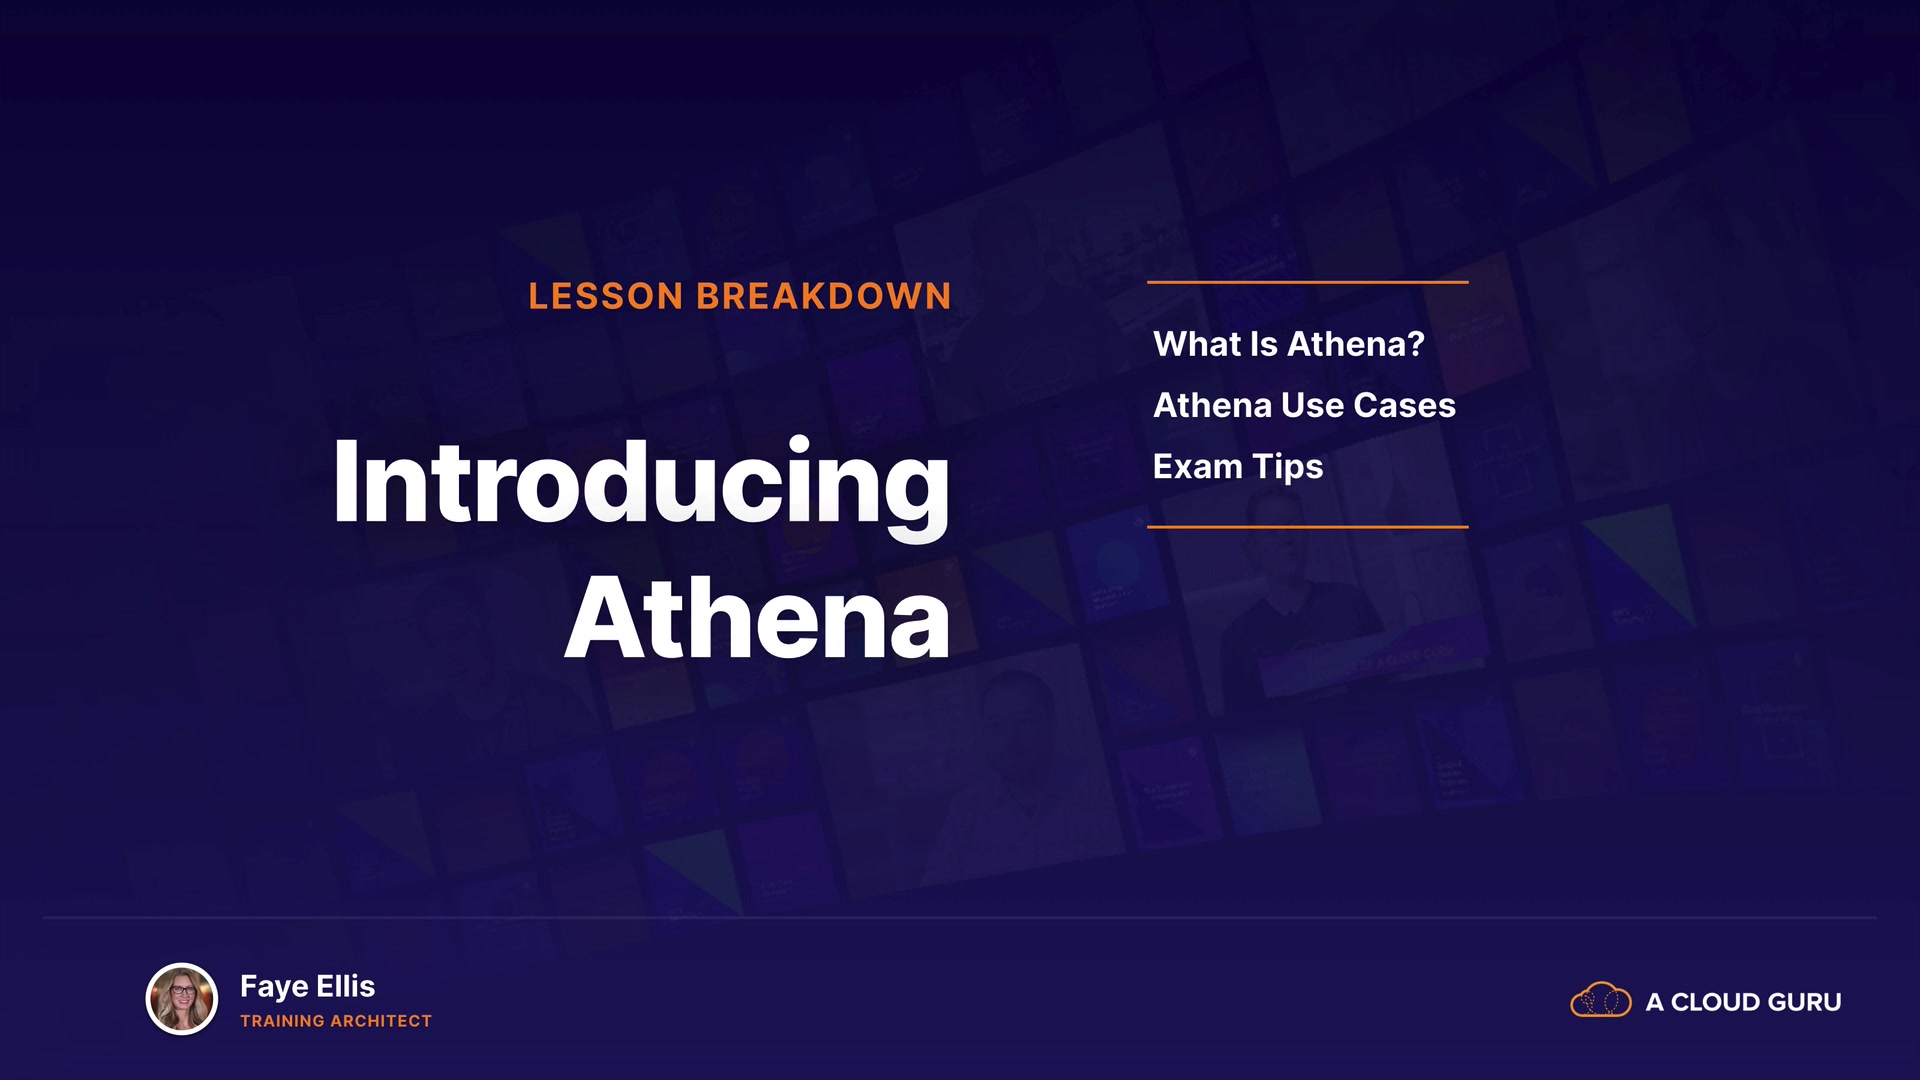 LESSON BREAKDOWN
Introducing
Athena
What Is Athena?
Athena Use Cases
Exam Tips
Faye Ellis
TRAINING ARCHITECT
A CLOUD GURU